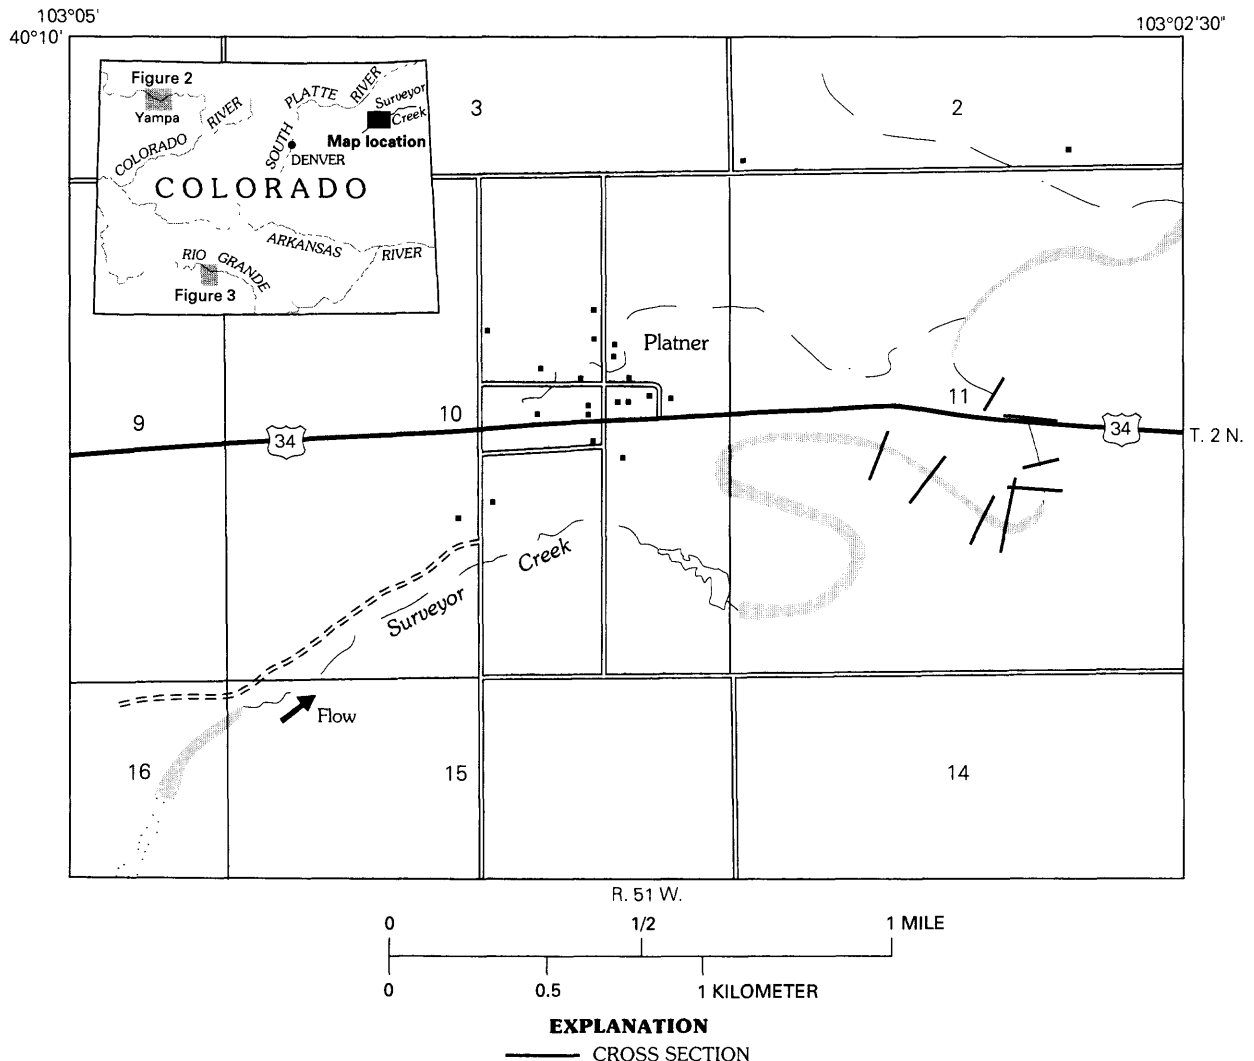 103°05'
103°02'30"
40°10'
Figure 2
Yampa
COLORADO RIVER
SOUTH PLATTE RIVER
Surveyor
Creek
Map location
DENVER
COLORADO
ARKANSAS RIVER
RIO GRANDE
Figure 3
3
2
Platner
9
10
11
34
34
T. 2 N.
Surveyor Creek
Flow
16
15
14
R. 51 W.
0 1/2 1 MILE
0 0.5 1 KILOMETER
EXPLANATION
CROSS SECTION